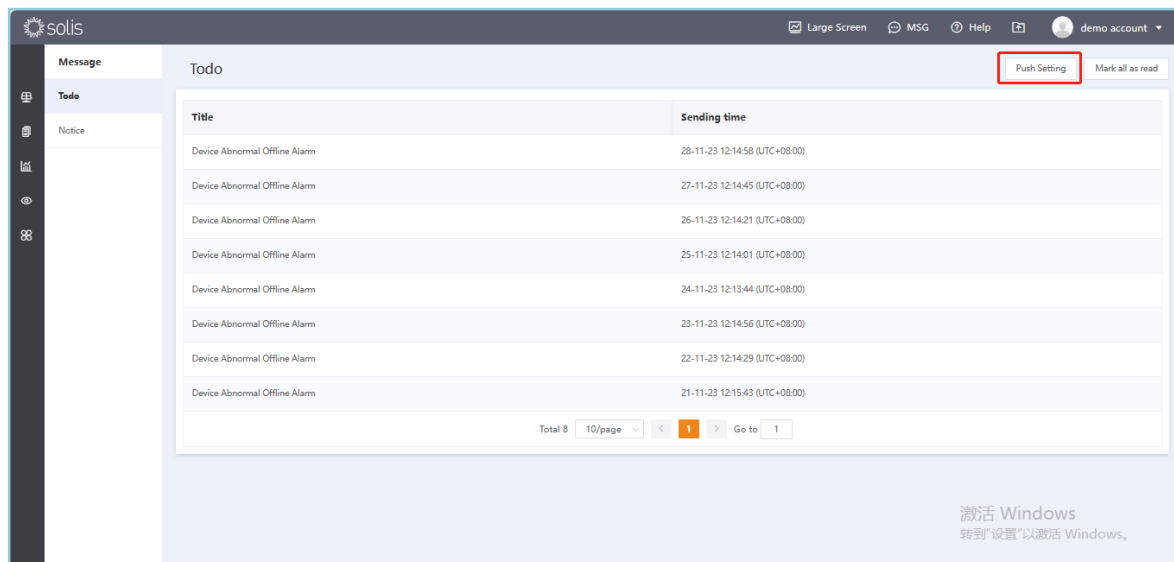 solis
Large Screen MSG Help demo account
Message
Todo
Notice
Todo
Push Setting Mark all as read
Title Sending time
Device Abnormal Offline Alarm 28-11-23 12:14:58 (UTC+08:00)
Device Abnormal Offline Alarm 27-11-23 12:14:45 (UTC+08:00)
Device Abnormal Offline Alarm 26-11-23 12:14:21 (UTC+08:00)
Device Abnormal Offline Alarm 25-11-23 12:14:01 (UTC+08:00)
Device Abnormal Offline Alarm 24-11-23 12:13:44 (UTC+08:00)
Device Abnormal Offline Alarm 23-11-23 12:14:56 (UTC+08:00)
Device Abnormal Offline Alarm 22-11-23 12:14:29 (UTC+08:00)
Device Abnormal Offline Alarm 21-11-23 12:15:43 (UTC+08:00)
Total 8 10/page < 1 > Go to 1
激活 Windows
转到"设置"以激活 Windows。